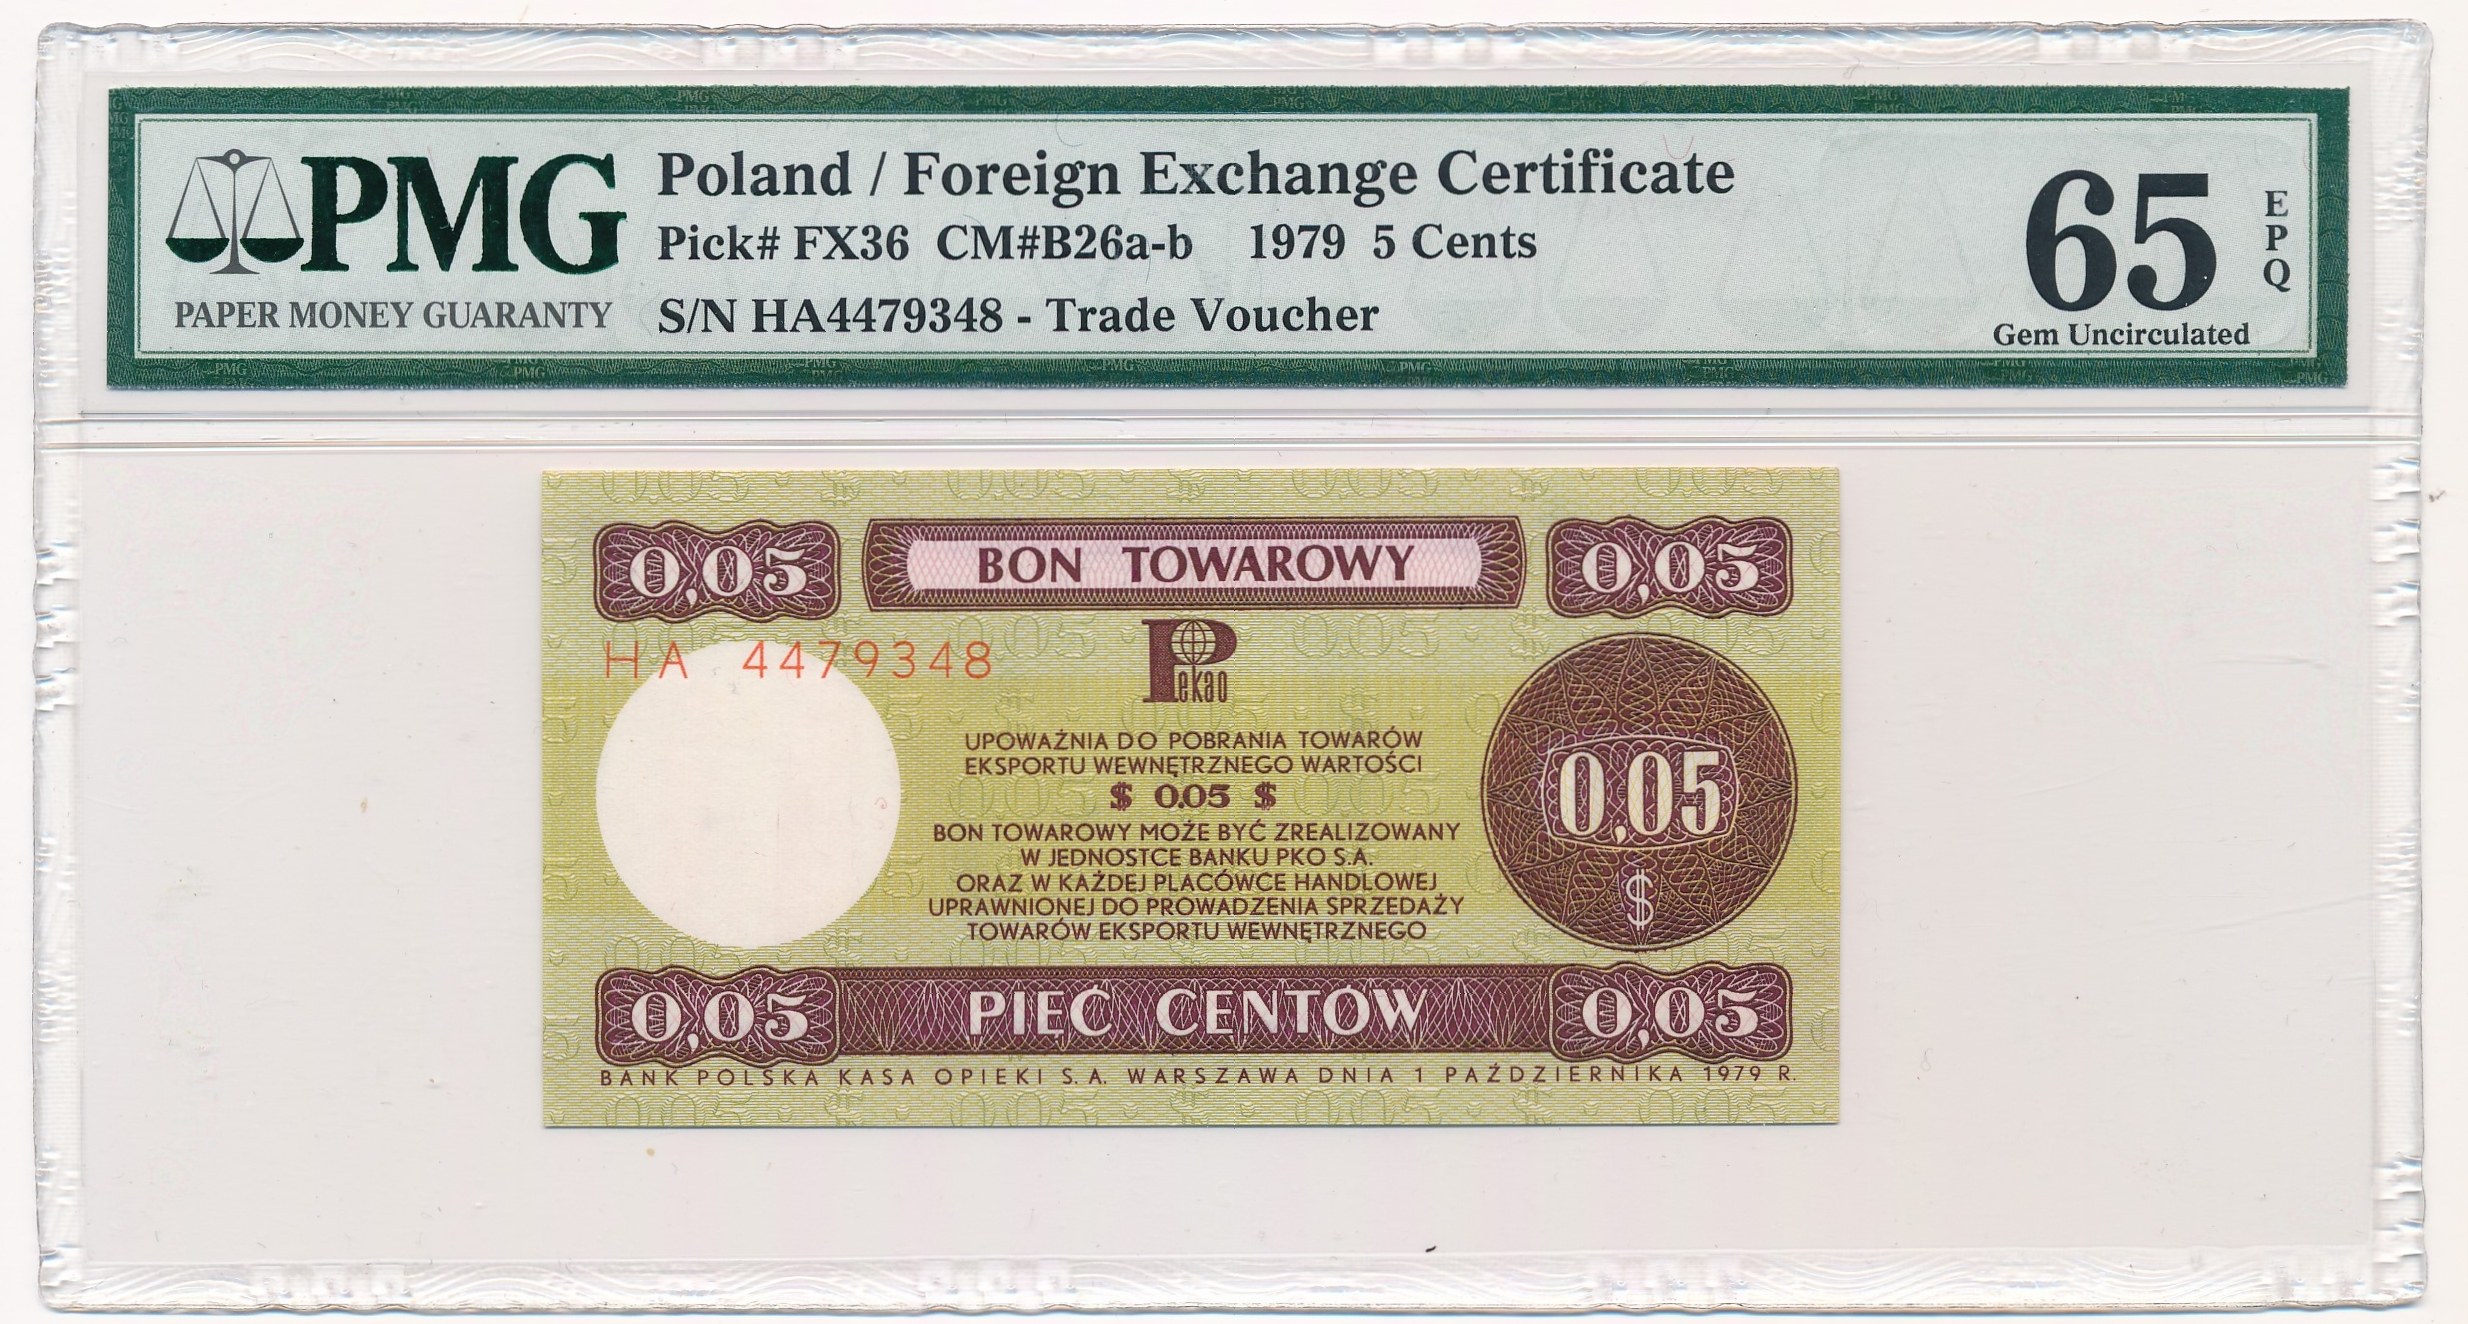 PMG
PAPER MONEY GUARANTY
Poland / Foreign Exchange Certificate
Pick# FX36 CM#B26a-b 1979 5 Cents
S/N HA4479348 - Trade Voucher
65
EPQ
Gem Uncirculated
0,05 BON TOWAROWY 0,05
HA 4479348
Pekao
UPOWAŻNIA DO POBRANIA TOWARÓW
EKSPORTU WEWNĘTRZNEGO WARTOŚCI
$ 0.05 $
BON TOWAROWY MOŻE BYĆ ZREALIZOWANY
W JEDNOSTCE BANKU PKO S.A.
ORAZ W KAŻDEJ PLACÓWCE HANDLOWEJ
UPRAWNIONEJ DO PROWADZENIA SPRZEDAŻY
TOWARÓW EKSPORTU WEWNĘTRZNEGO
0,05
$
0,05 PIĘĆ CENTÓW 0,05
BANK POLSKA KASA OPIEKI S.A. WARSZAWA DNIA 1 PAŹDZIERNIKA 1979 R.